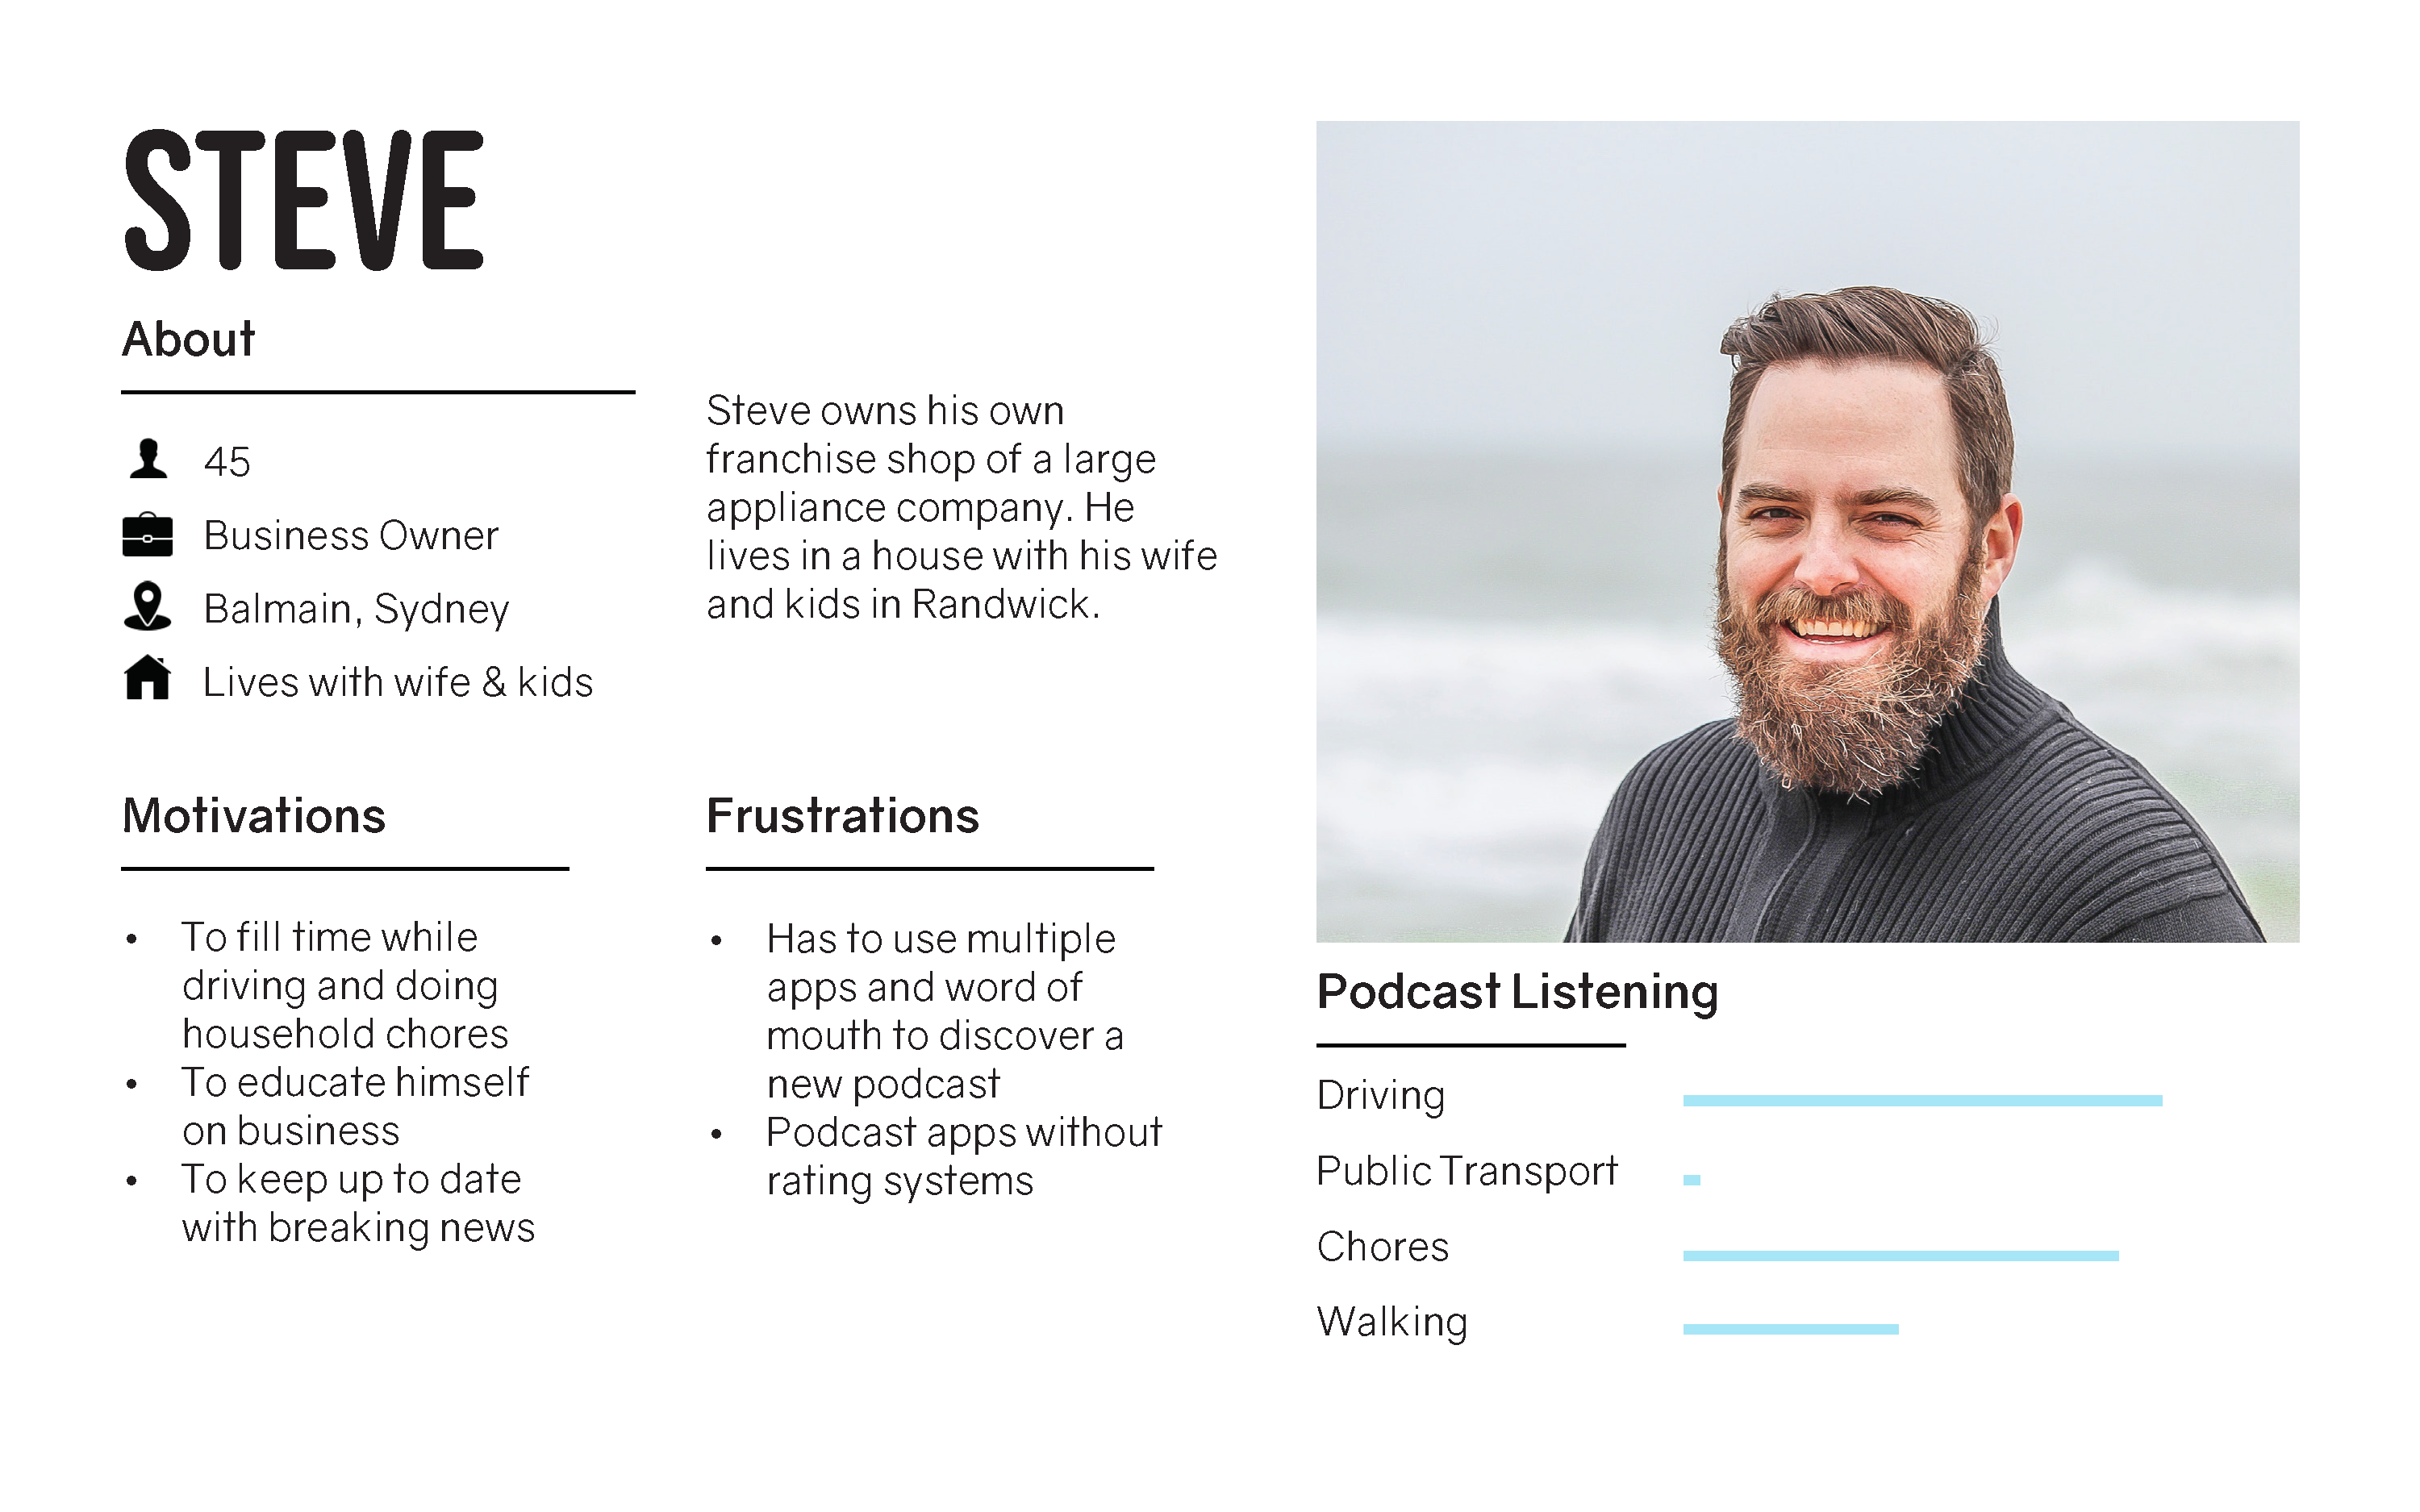 STEVE
About
45
Business Owner
Balmain, Sydney
Lives with wife & kids
Steve owns his own
franchise shop of a large
appliance company. He
lives in a house with his wife
and kids in Randwick.
Motivations
• To fill time while
driving and doing
household chores
• To educate himself
on business
• To keep up to date
with breaking news
Frustrations
• Has to use multiple
apps and word of
mouth to discover a
new podcast
• Podcast apps without
rating systems
Podcast Listening
Driving
Public Transport
Chores
Walking